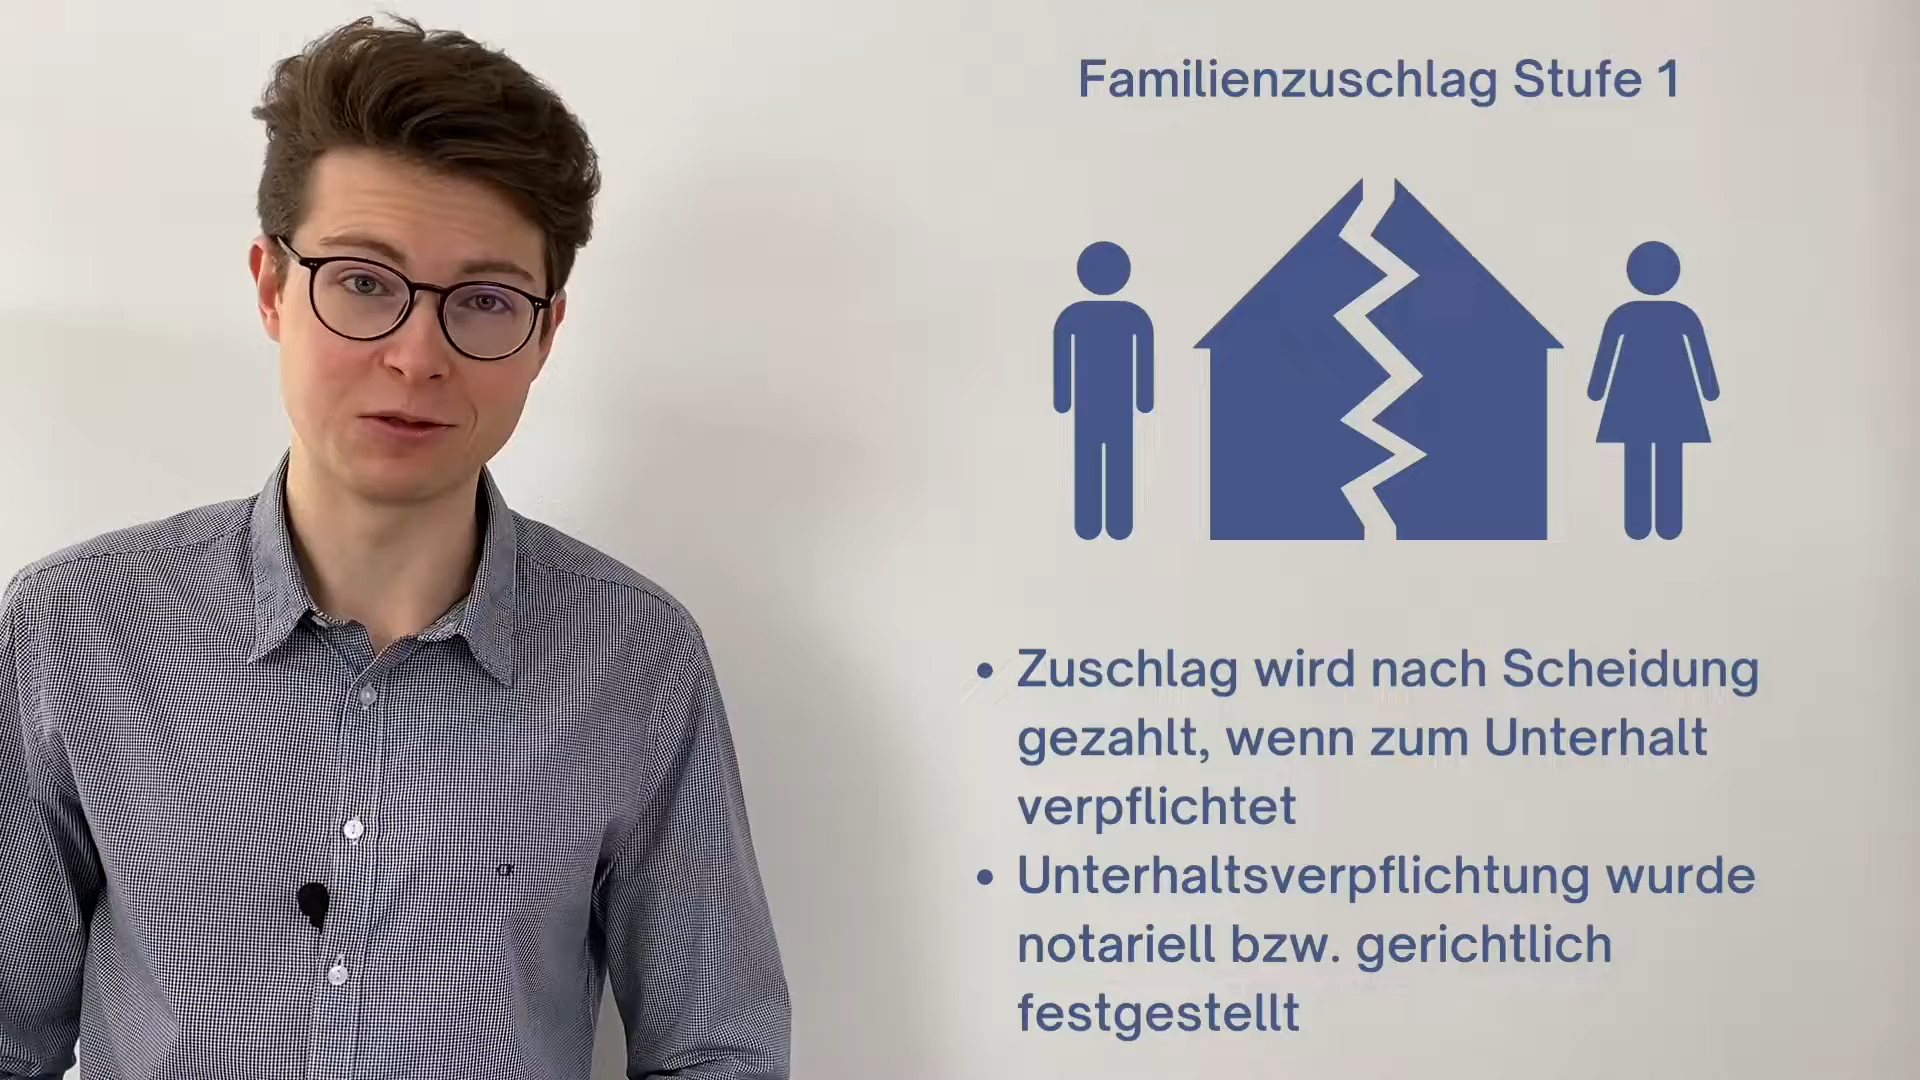 Familienzuschlag Stufe 1
• Zuschlag wird nach Scheidung
gezahlt, wenn zum Unterhalt
verpflichtet
• Unterhaltsverpflichtung wurde
notariell bzw. gerichtlich
festgestellt